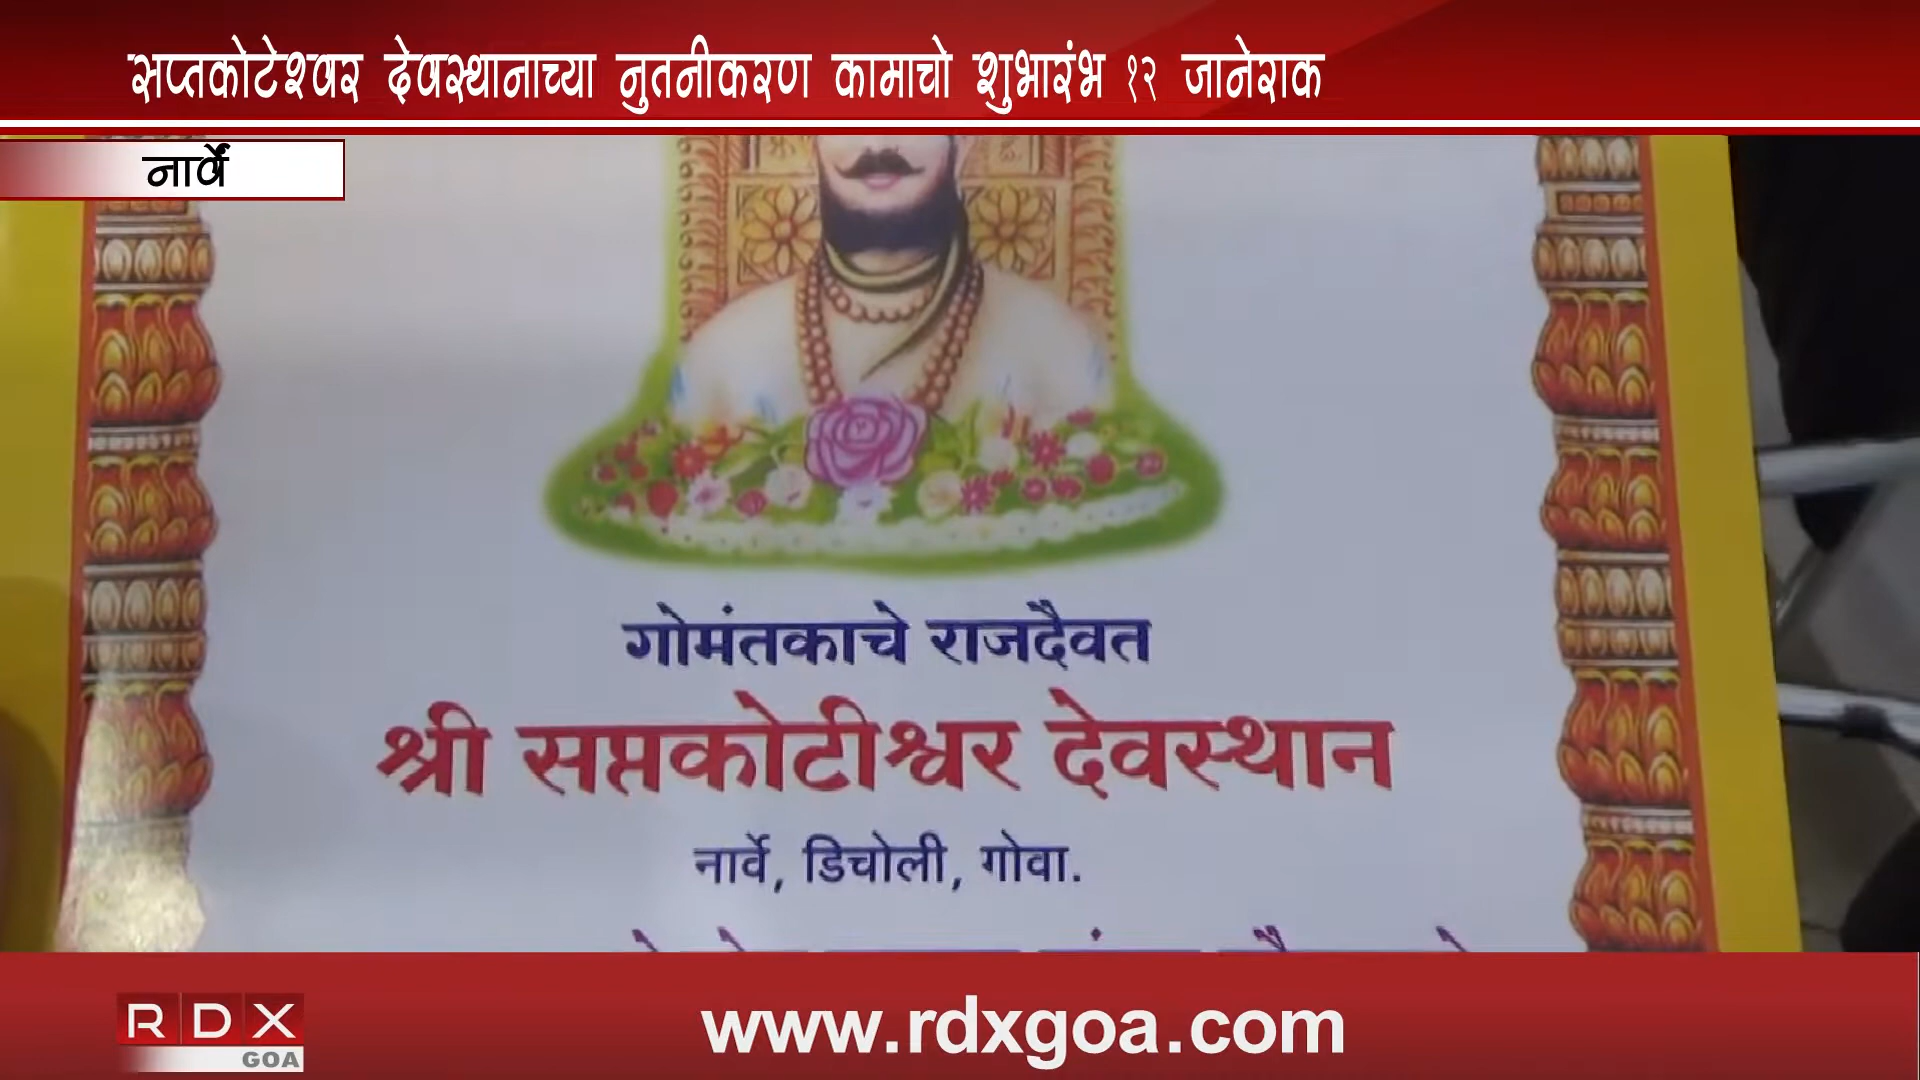 सप्तकोटेश्वर देवस्थानाच्या नुतनीकरण कामाचो शुभारंभ १२ जानेराक
नार्वे
गोमंतकाचे राजदैवत
श्री सप्तकोटीश्वर देवस्थान
नार्वे, डिचोली, गोवा.
RDX
GOA
www.rdxgoa.com